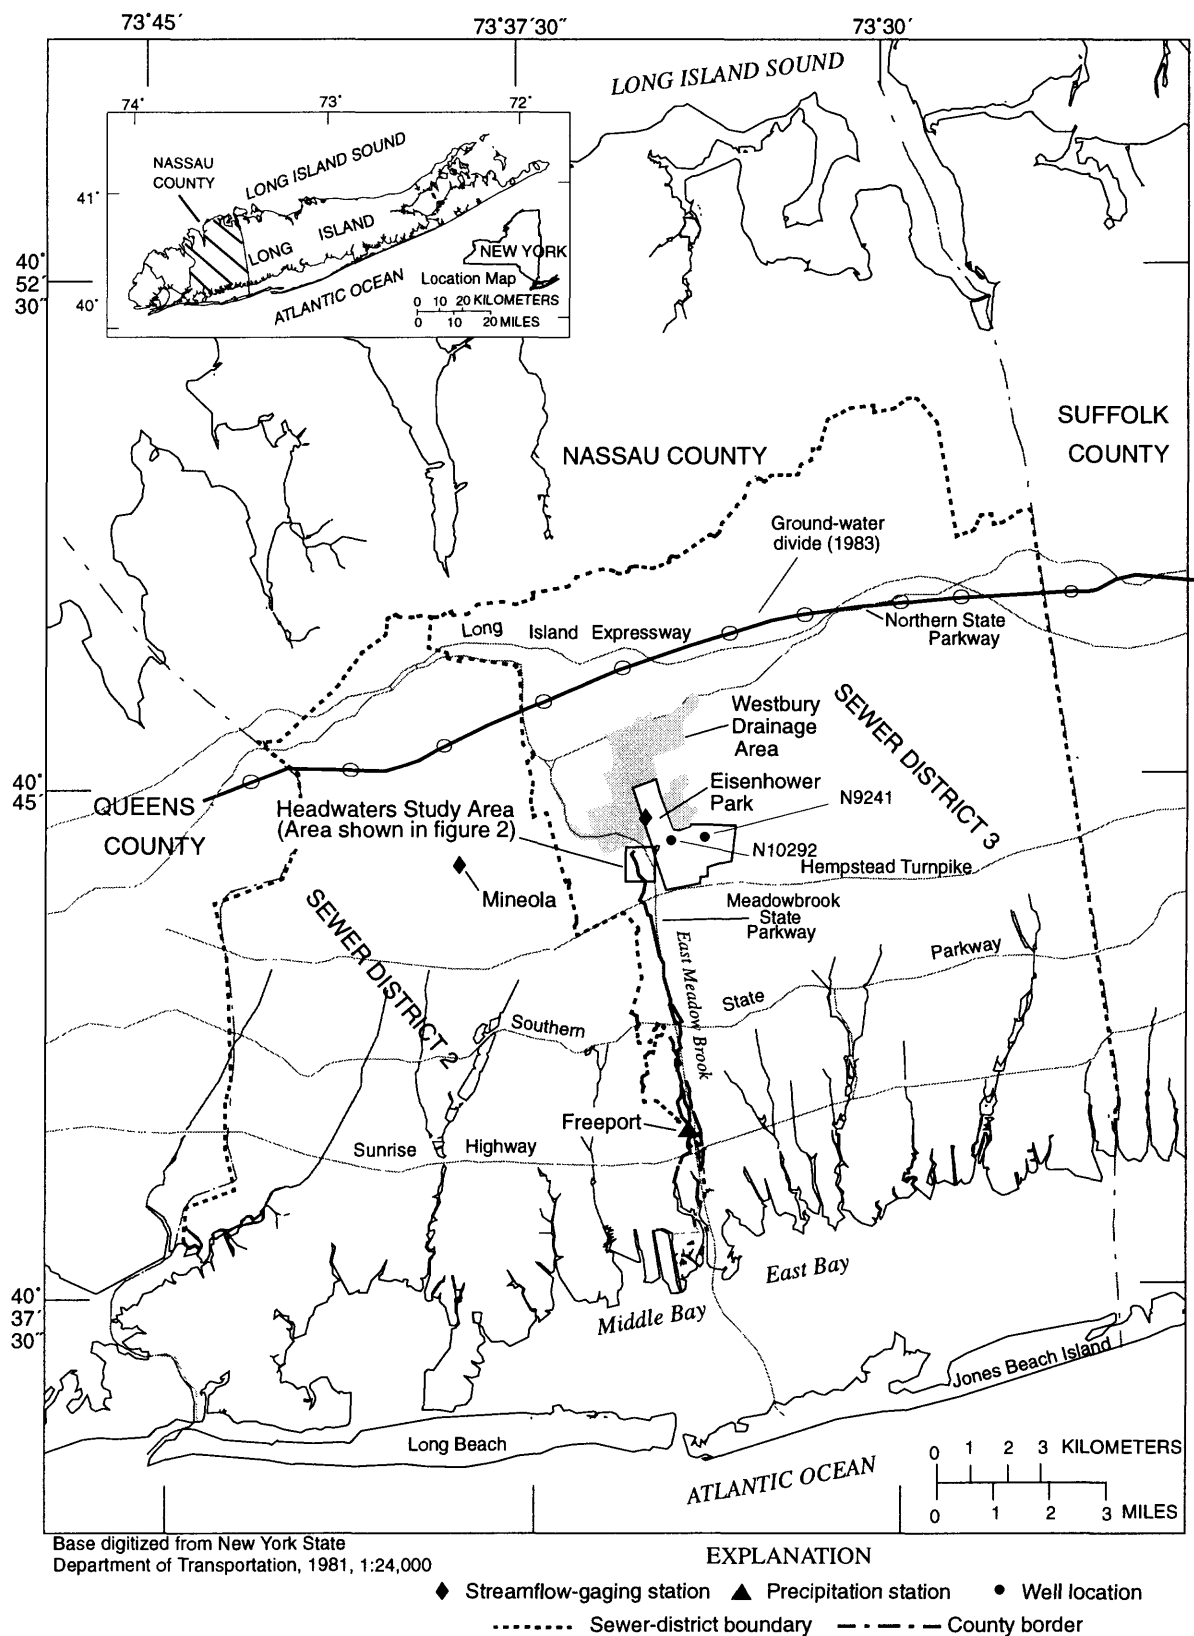 73°45′
73°37′30″
73°30′
LONG ISLAND SOUND
74°
73°
72°
NASSAU
COUNTY
LONG ISLAND SOUND
41°
LONG ISLAND
NEW YORK
Location Map
ATLANTIC OCEAN
40°
0 10 20 KILOMETERS
0 10 20 MILES
40°
52′
30″
NASSAU COUNTY
SUFFOLK
COUNTY
Ground-water
divide (1983)
Long Island Expressway
Northern State
Parkway
Westbury
Drainage
Area
SEWER DISTRICT 3
Eisenhower
Park
40°
45′
QUEENS
COUNTY
Headwaters Study Area
(Area shown in figure 2)
N9241
N10292
Hempstead Turnpike
Mineola
Meadowbrook
State
Parkway
SEWER DISTRICT 2
East Meadow Brook
Southern
State
Parkway
Freeport
Sunrise Highway
East Bay
Middle Bay
40°
37′
30″
Jones Beach Island
Long Beach
ATLANTIC OCEAN
0 1 2 3 KILOMETERS
0 1 2 3 MILES
Base digitized from New York State
Department of Transportation, 1981, 1:24,000
EXPLANATION
Streamflow-gaging station
Precipitation station
Well location
Sewer-district boundary
County border